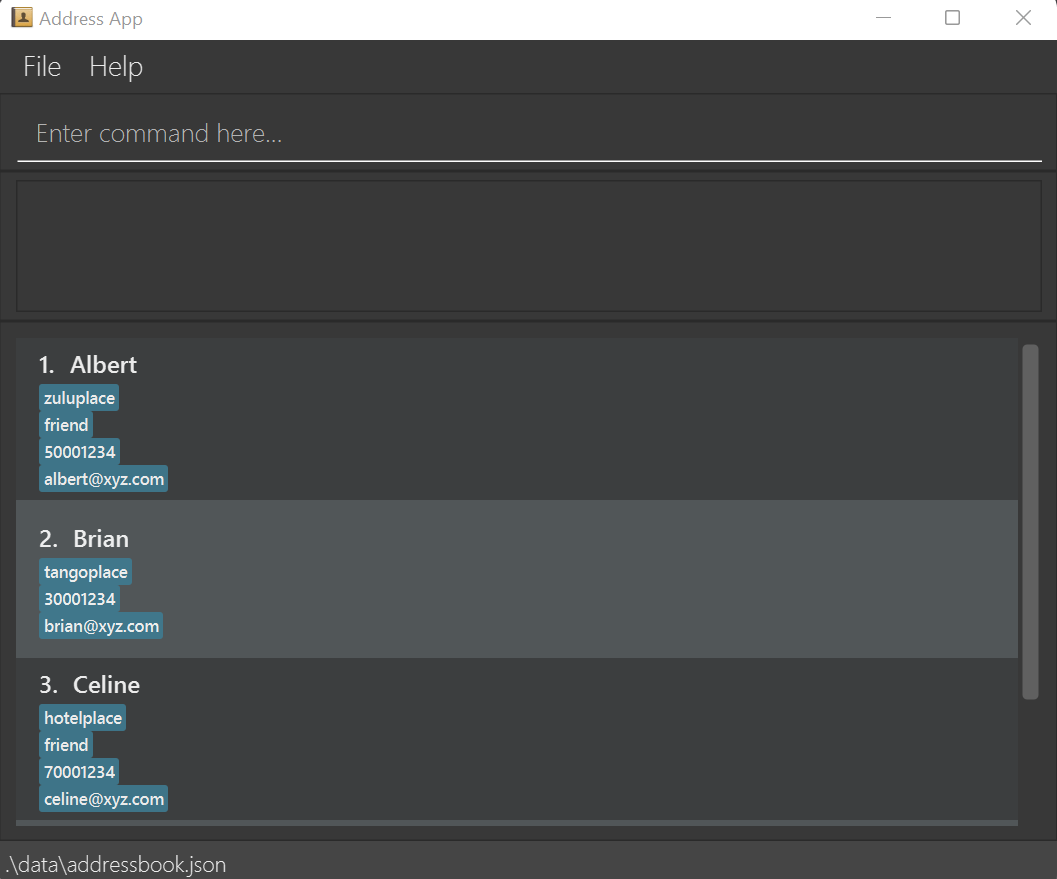 Address App
File Help
Enter command here...
1. Albert
zuluplace
friend
50001234
albert@xyz.com
2. Brian
tangoplace
30001234
brian@xyz.com
3. Celine
hotelplace
friend
70001234
celine@xyz.com
.\data\addressbook.json